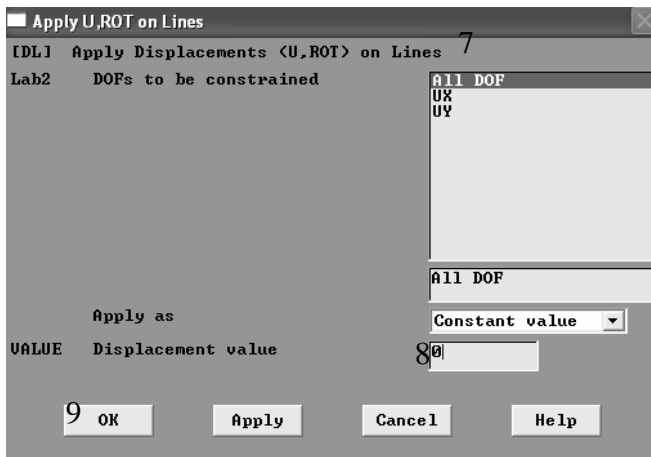 Apply U,ROT on Lines
[DL] Apply Displacements (U,ROT) on Lines 7
Lab2 DOFs to be constrained
All DOF
UX
UY
All DOF
Apply as Constant value
VALUE Displacement value 8 0
9 OK Apply Cancel Help